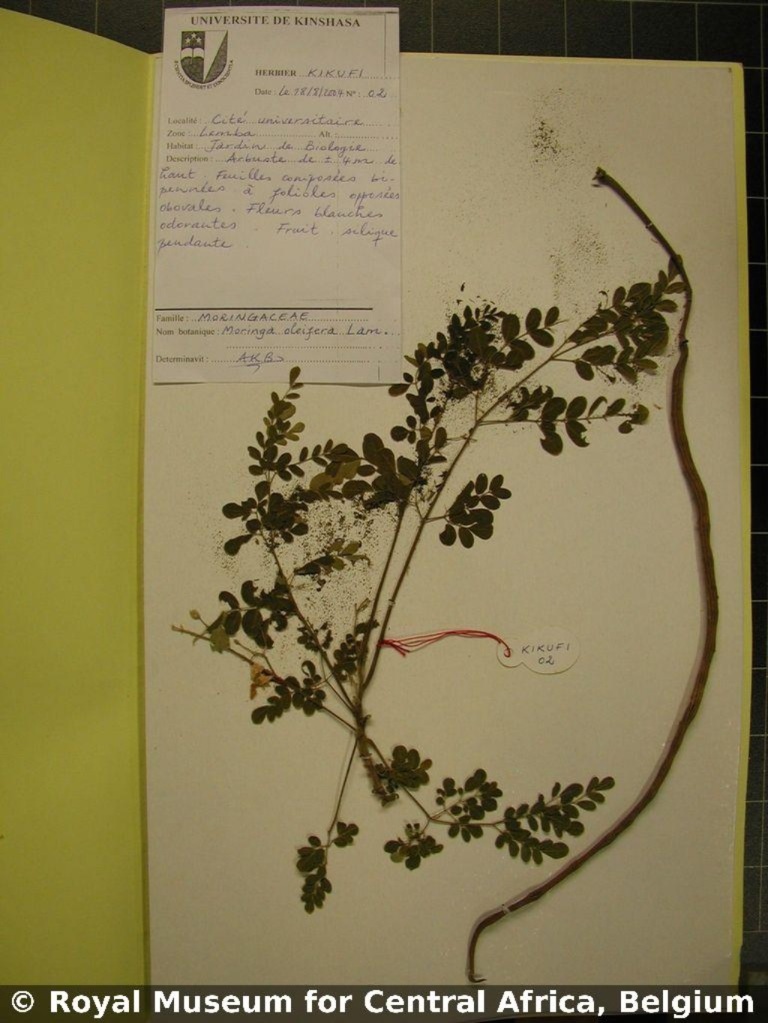 UNIVERSITE DE KINSHASA
HERBIER KIKUFI
Date : Le 18/8/2004 N° : 02
Localité : Cité universitaire
Zone : Lemba Alt :
Habitat : Jardin de Biologie
Description : Arbuste de ± 4m de
haut. Feuilles composées bi-
pennées à folioles opposées
obovales. Fleurs blanches
odorantes. Fruit silique
pendante
Famille : MORINGACEAE
Nom botanique : Moringa oleifera Lam.
Determinavit : AKB
KIKUFI
02
© Royal Museum for Central Africa, Belgium